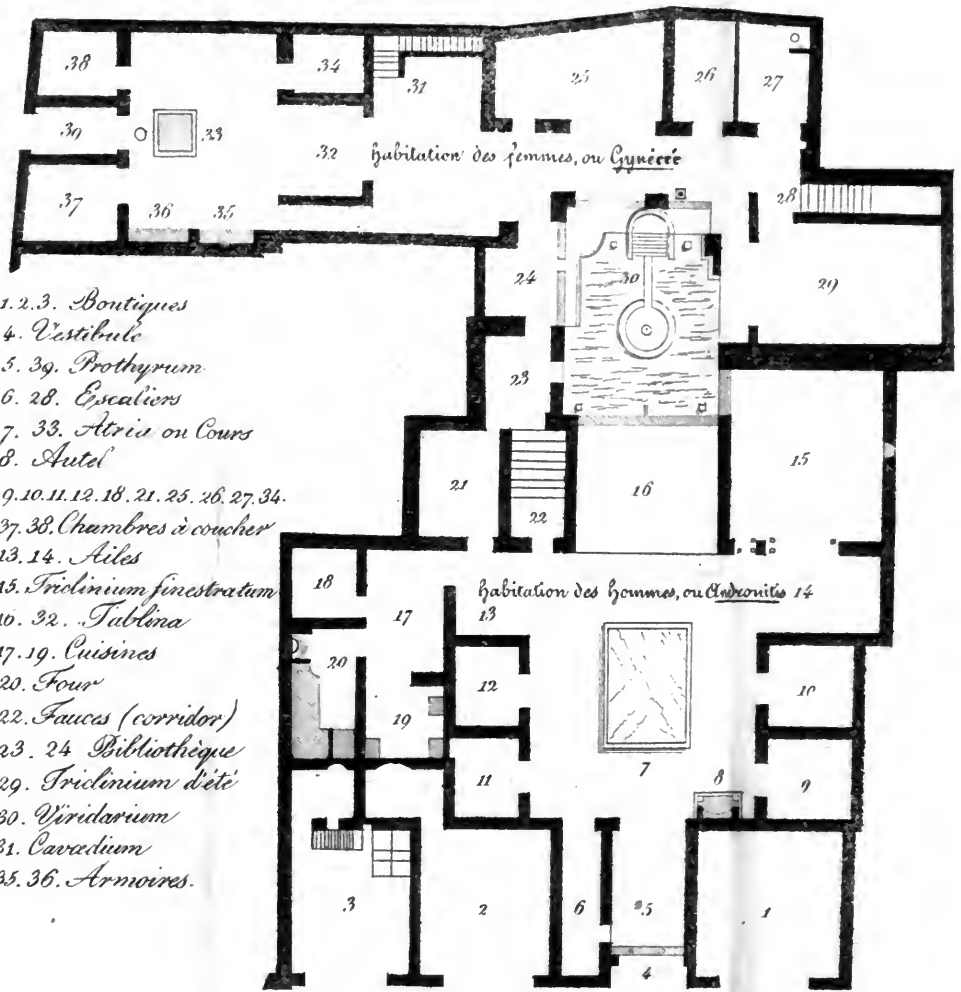 38
34
31
25
26
27
39
33
32
habitation des femmes, ou Gynécée
37
36
35
28
24
30
29
23
15
21
22
16
1.2.3. Boutiques
4. Vestibule
5. 39. Prothyrum
6. 28. Escaliers
7. 33. Atria ou Cours
8. Autel
9.10.11.12.18.21.25.26.27.34.
37.38. Chambres à coucher
13.14. Ailes
15. Triclinium finestratum
16. 32. Tablina
17.19. Cuisines
20. Four
22. Fauces (corridor)
23. 24 Bibliothèque
29. Triclinium d'été
30. Viridarium
31. Cavædium
35. 36. Armoires.
18
17
13
habitation des hommes, ou Andronitis 14
20
12
10
19
11
7
8
9
3
2
6
5
1
4